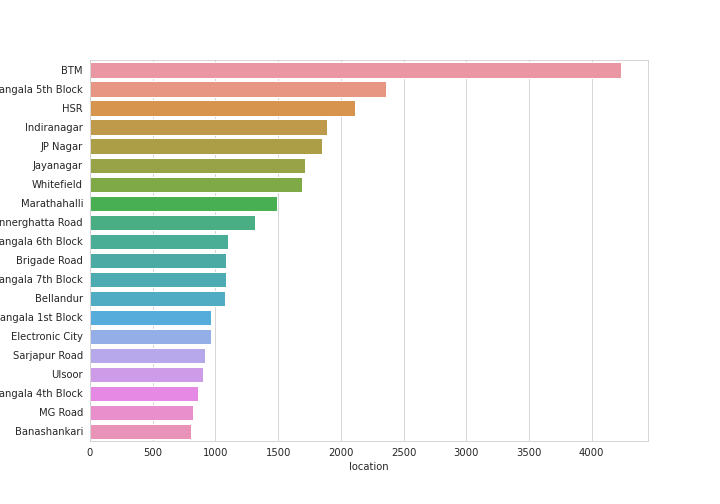 BTM
angala 5th Block
HSR
Indiranagar
JP Nagar
Jayanagar
Whitefield
Marathahalli
nnerghatta Road
angala 6th Block
Brigade Road
angala 7th Block
Bellandur
angala 1st Block
Electronic City
Sarjapur Road
Ulsoor
angala 4th Block
MG Road
Banashankari
0 500 1000 1500 2000 2500 3000 3500 4000
location